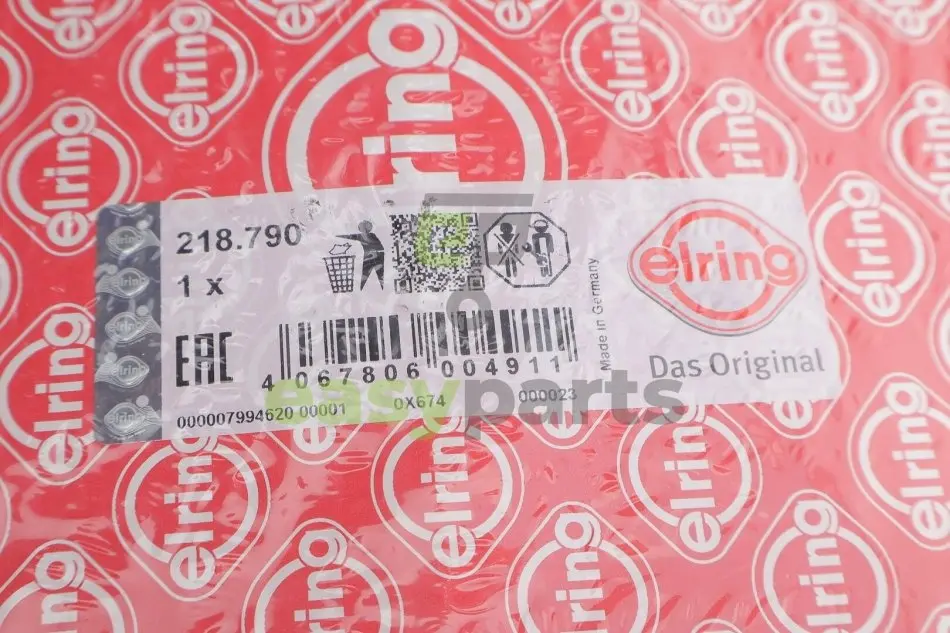 elring
218.790
1 x
EAC
4 067806 004911
000007994620 00001 0X674 000023
Made in Germany
elring
Das Original
easyparts